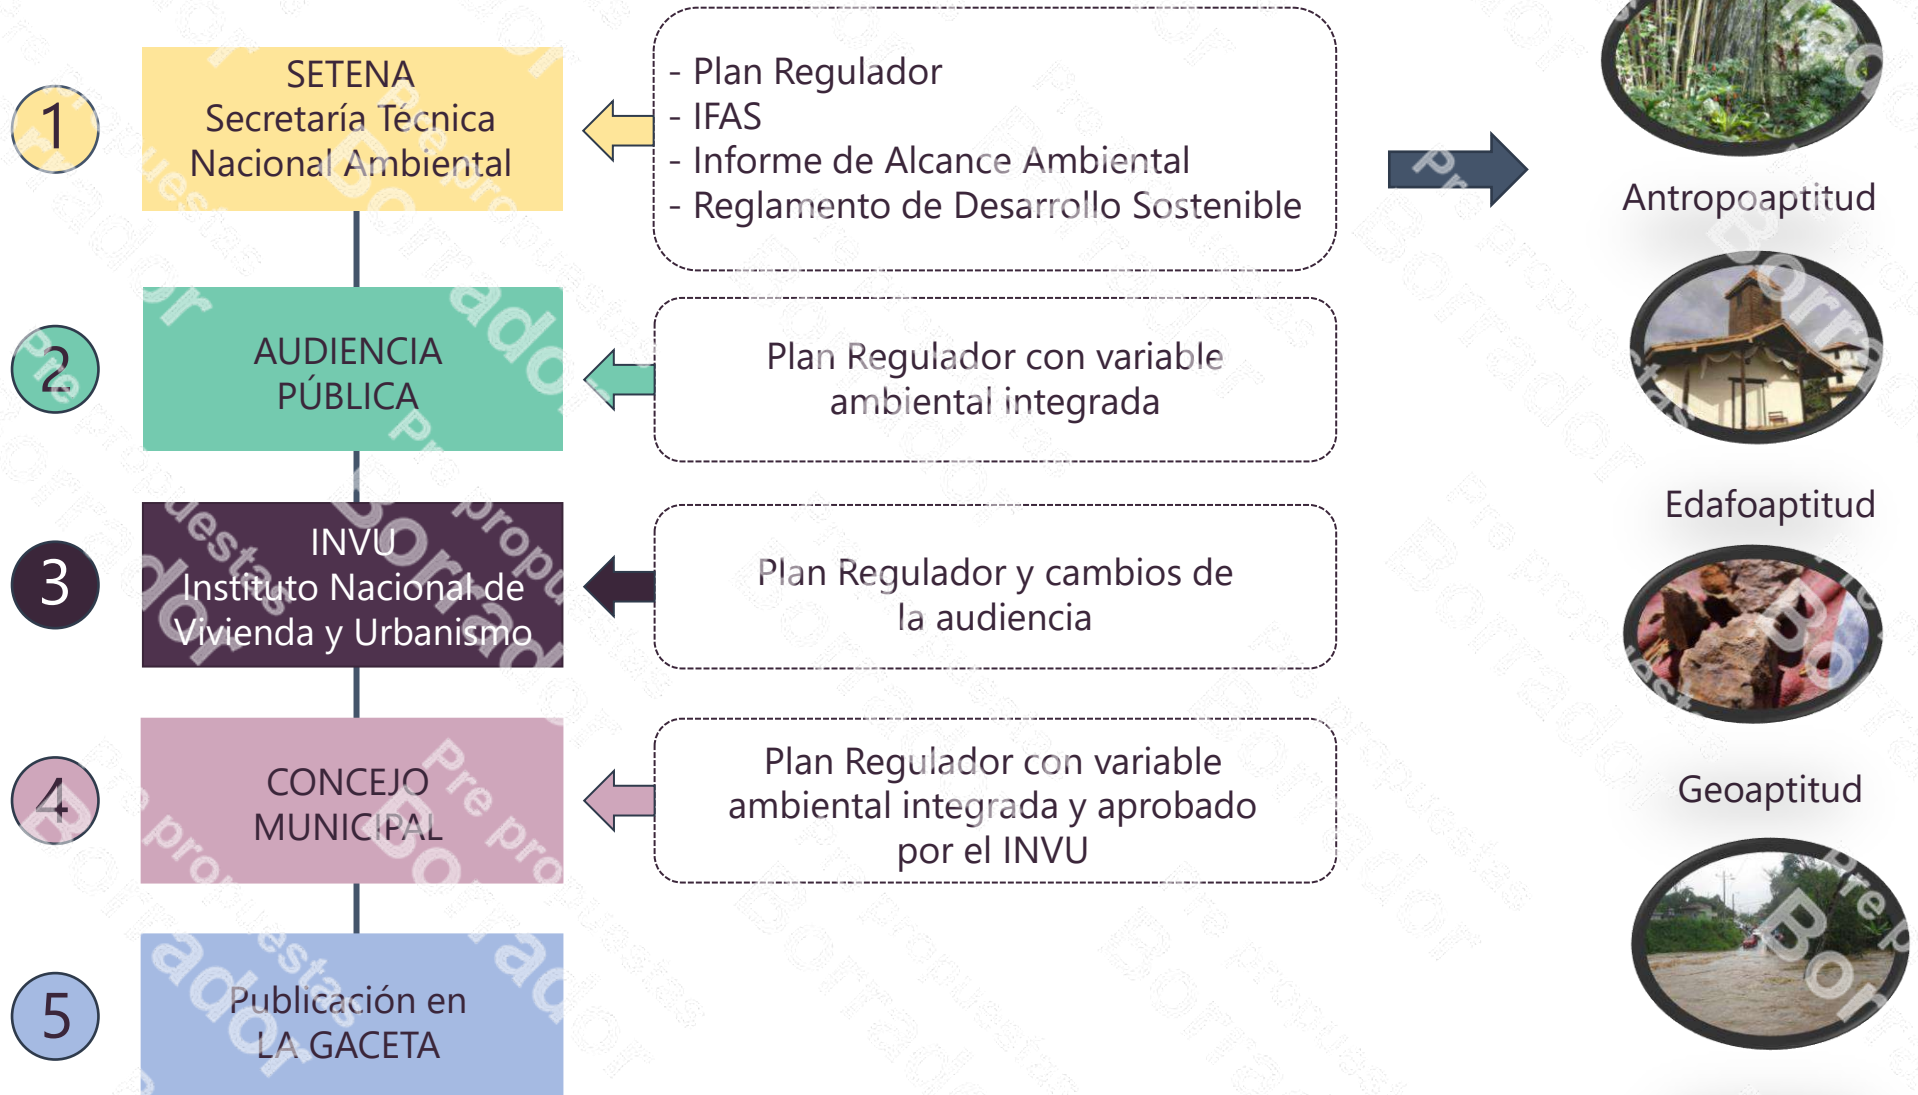 1
SETENA
Secretaría Técnica
Nacional Ambiental
- Plan Regulador
- IFAS
- Informe de Alcance Ambiental
- Reglamento de Desarrollo Sostenible
2
AUDIENCIA
PÚBLICA
Plan Regulador con variable
ambiental integrada
3
INVU
Instituto Nacional de
Vivienda y Urbanismo
Plan Regulador y cambios de
la audiencia
4
CONCEJO
MUNICIPAL
Plan Regulador con variable
ambiental integrada y aprobado
por el INVU
5
Publicación en
LA GACETA
Antropoaptitud
Edafoaptitud
Geoaptitud
Pre propuestas
Borrador